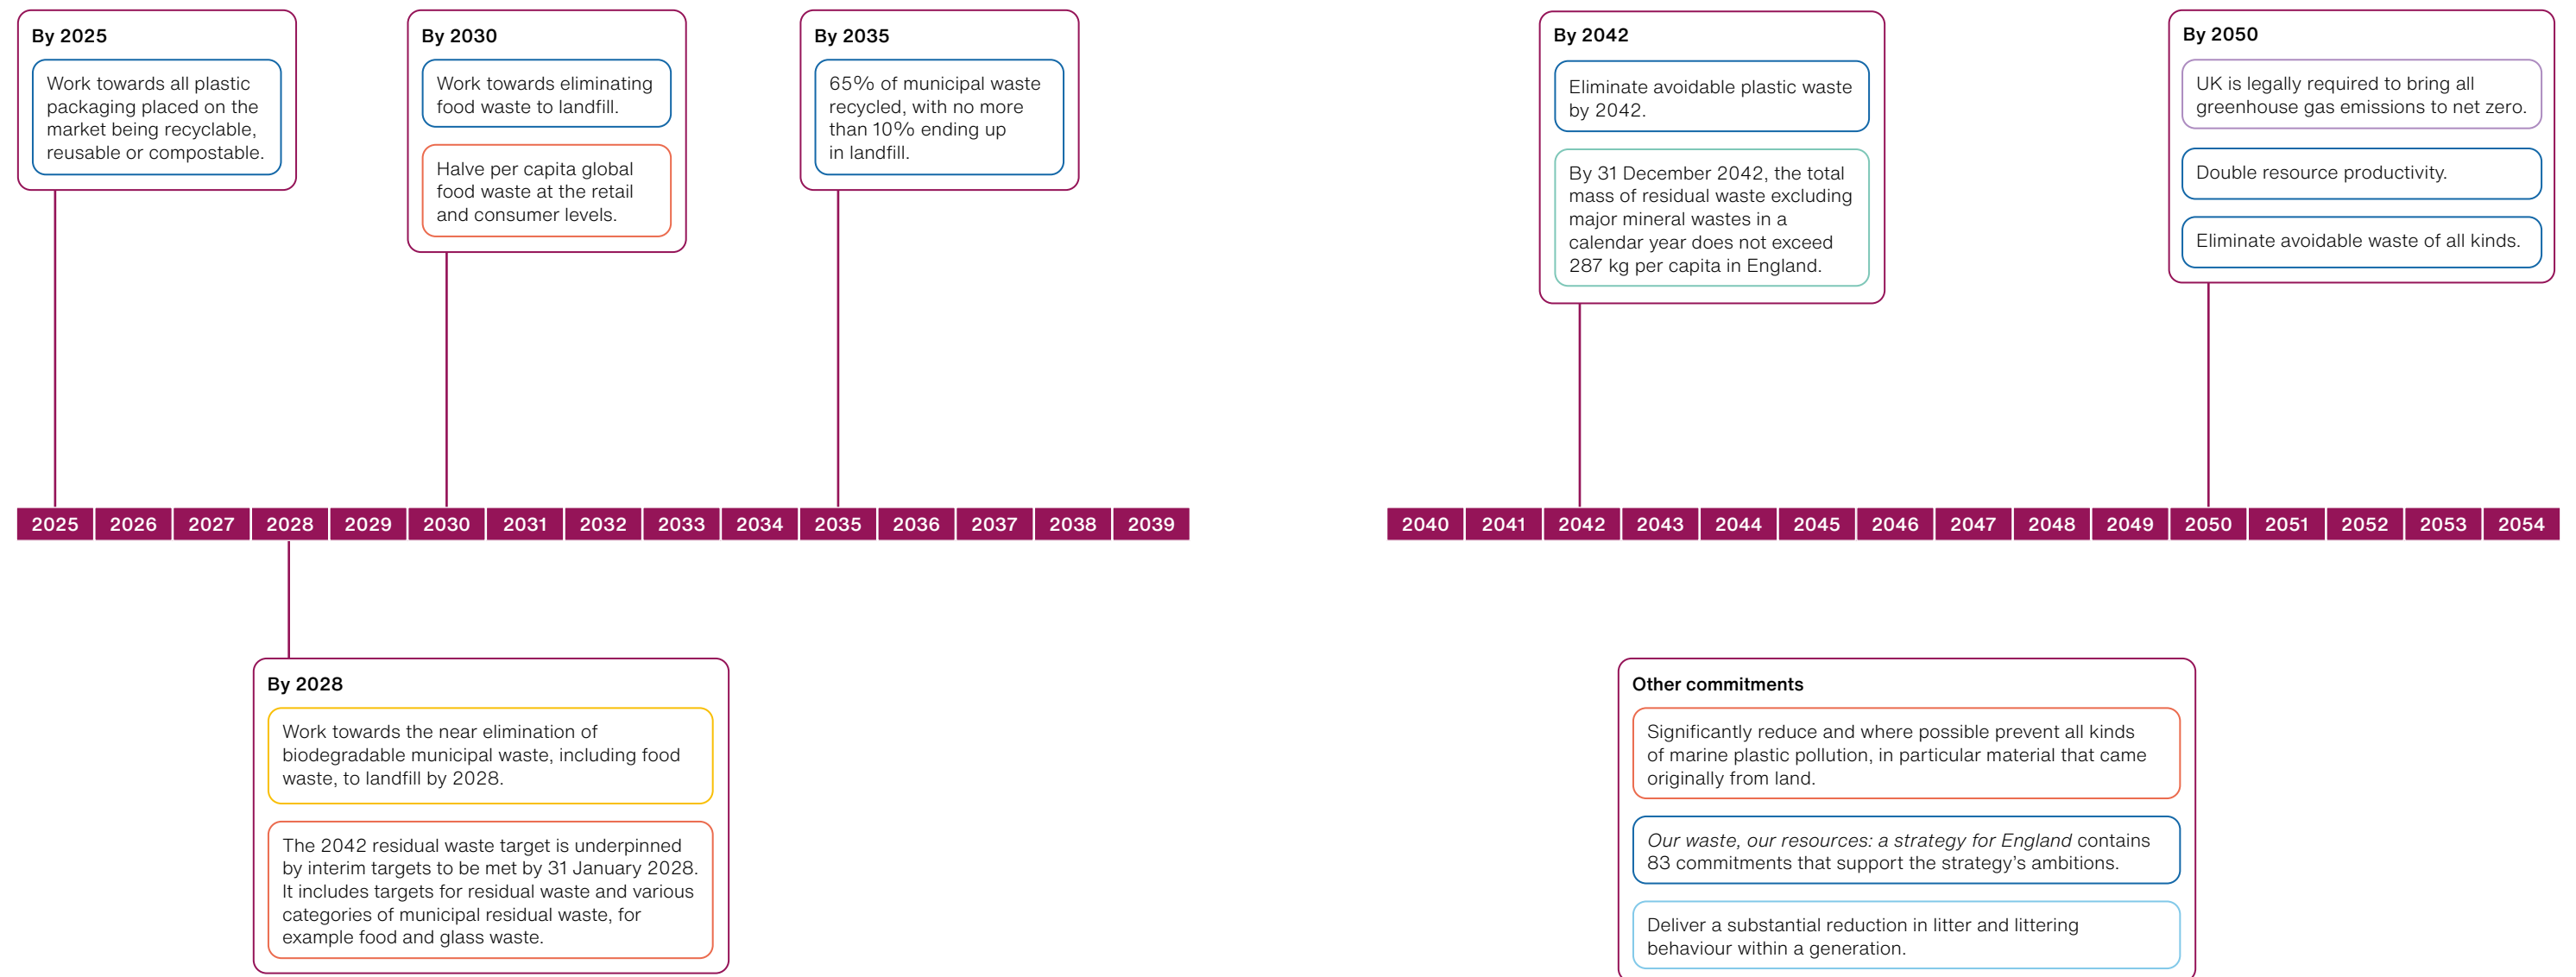 By 2025
Work towards all plastic
packaging placed on the
market being recyclable,
reusable or compostable.
By 2030
Work towards eliminating
food waste to landfill.
Halve per capita global
food waste at the retail
and consumer levels.
By 2035
65% of municipal waste
recycled, with no more
than 10% ending up
in landfill.
By 2042
Eliminate avoidable plastic waste
by 2042.
By 31 December 2042, the total
mass of residual waste excluding
major mineral wastes in a
calendar year does not exceed
287 kg per capita in England.
By 2050
UK is legally required to bring all
greenhouse gas emissions to net zero.
Double resource productivity.
Eliminate avoidable waste of all kinds.
2025 2026 2027 2028 2029 2030 2031 2032 2033 2034 2035 2036 2037 2038 2039
2040 2041 2042 2043 2044 2045 2046 2047 2048 2049 2050 2051 2052 2053 2054
By 2028
Work towards the near elimination of
biodegradable municipal waste, including food
waste, to landfill by 2028.
The 2042 residual waste target is underpinned
by interim targets to be met by 31 January 2028.
It includes targets for residual waste and various
categories of municipal residual waste, for
example food and glass waste.
Other commitments
Significantly reduce and where possible prevent all kinds
of marine plastic pollution, in particular material that came
originally from land.
Our waste, our resources: a strategy for England contains
83 commitments that support the strategy’s ambitions.
Deliver a substantial reduction in litter and littering
behaviour within a generation.